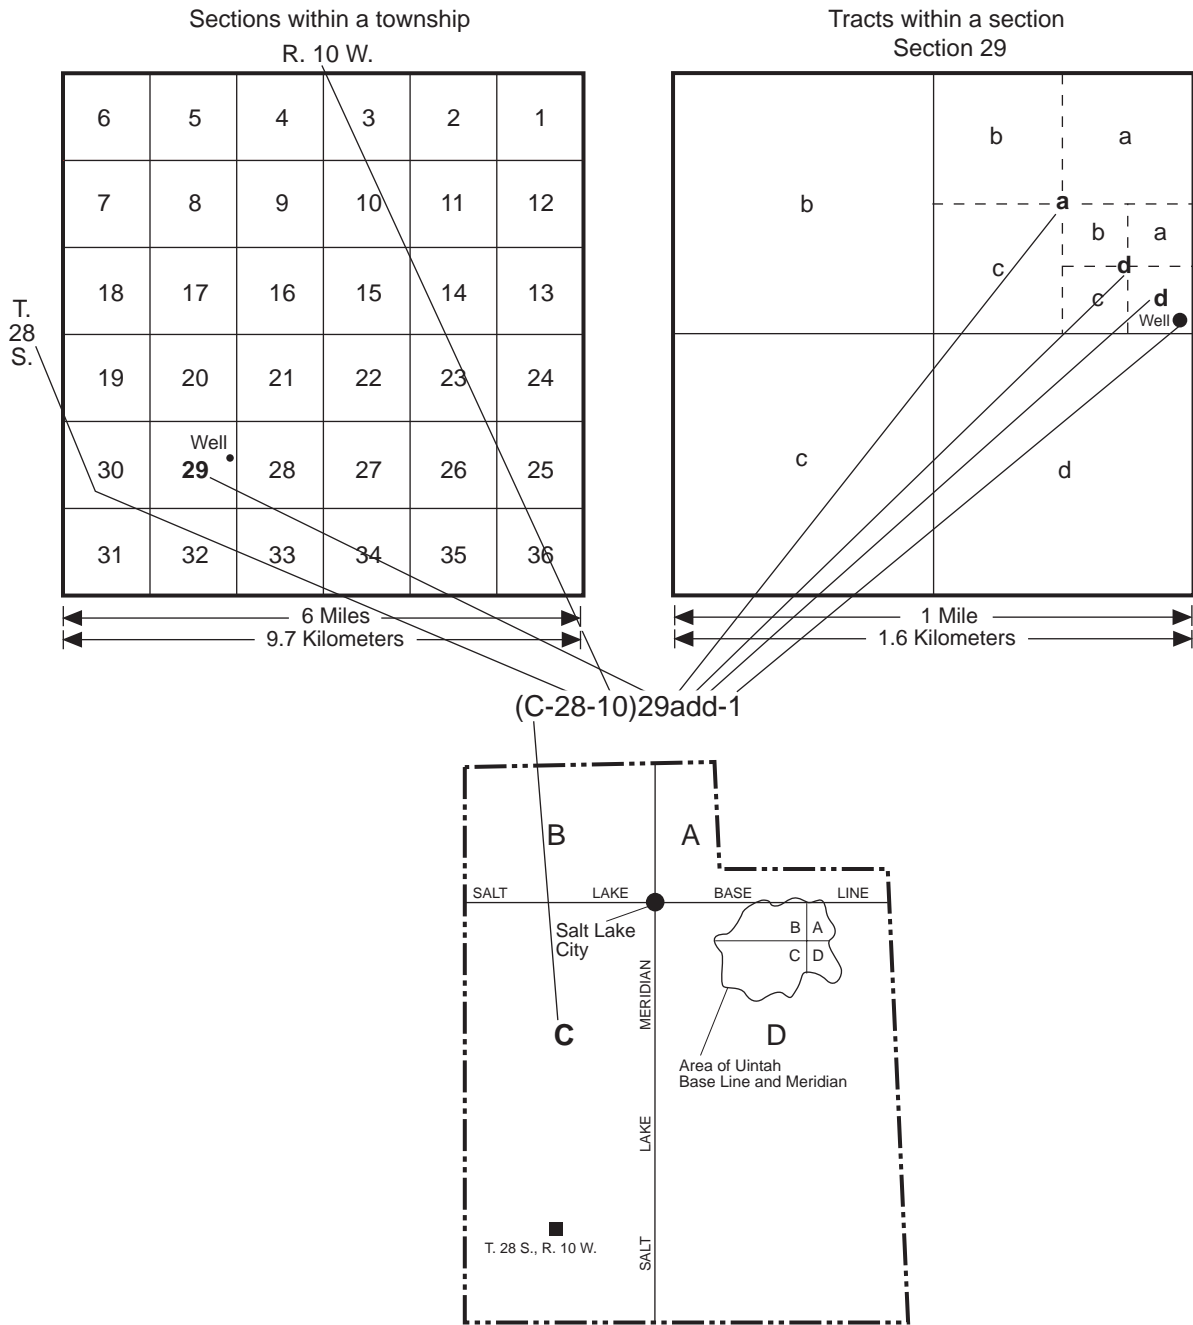 Sections within a township
R. 10 W.
6 5 4 3 2 1
7 8 9 10 11 12
18 17 16 15 14 13
T.
28
S.
19 20 21 22 23 24
Well
30 29 28 27 26 25
31 32 33 34 35 36
6 Miles
9.7 Kilometers
Tracts within a section
Section 29
b a
b a
b a
c d
c d
Well
c d
1 Mile
1.6 Kilometers
(C-28-10)29add-1
B A
SALT LAKE BASE LINE
Salt Lake
City
B A
C D
MERIDIAN
C D
Area of Uintah
Base Line and Meridian
LAKE
SALT
T. 28 S., R. 10 W.